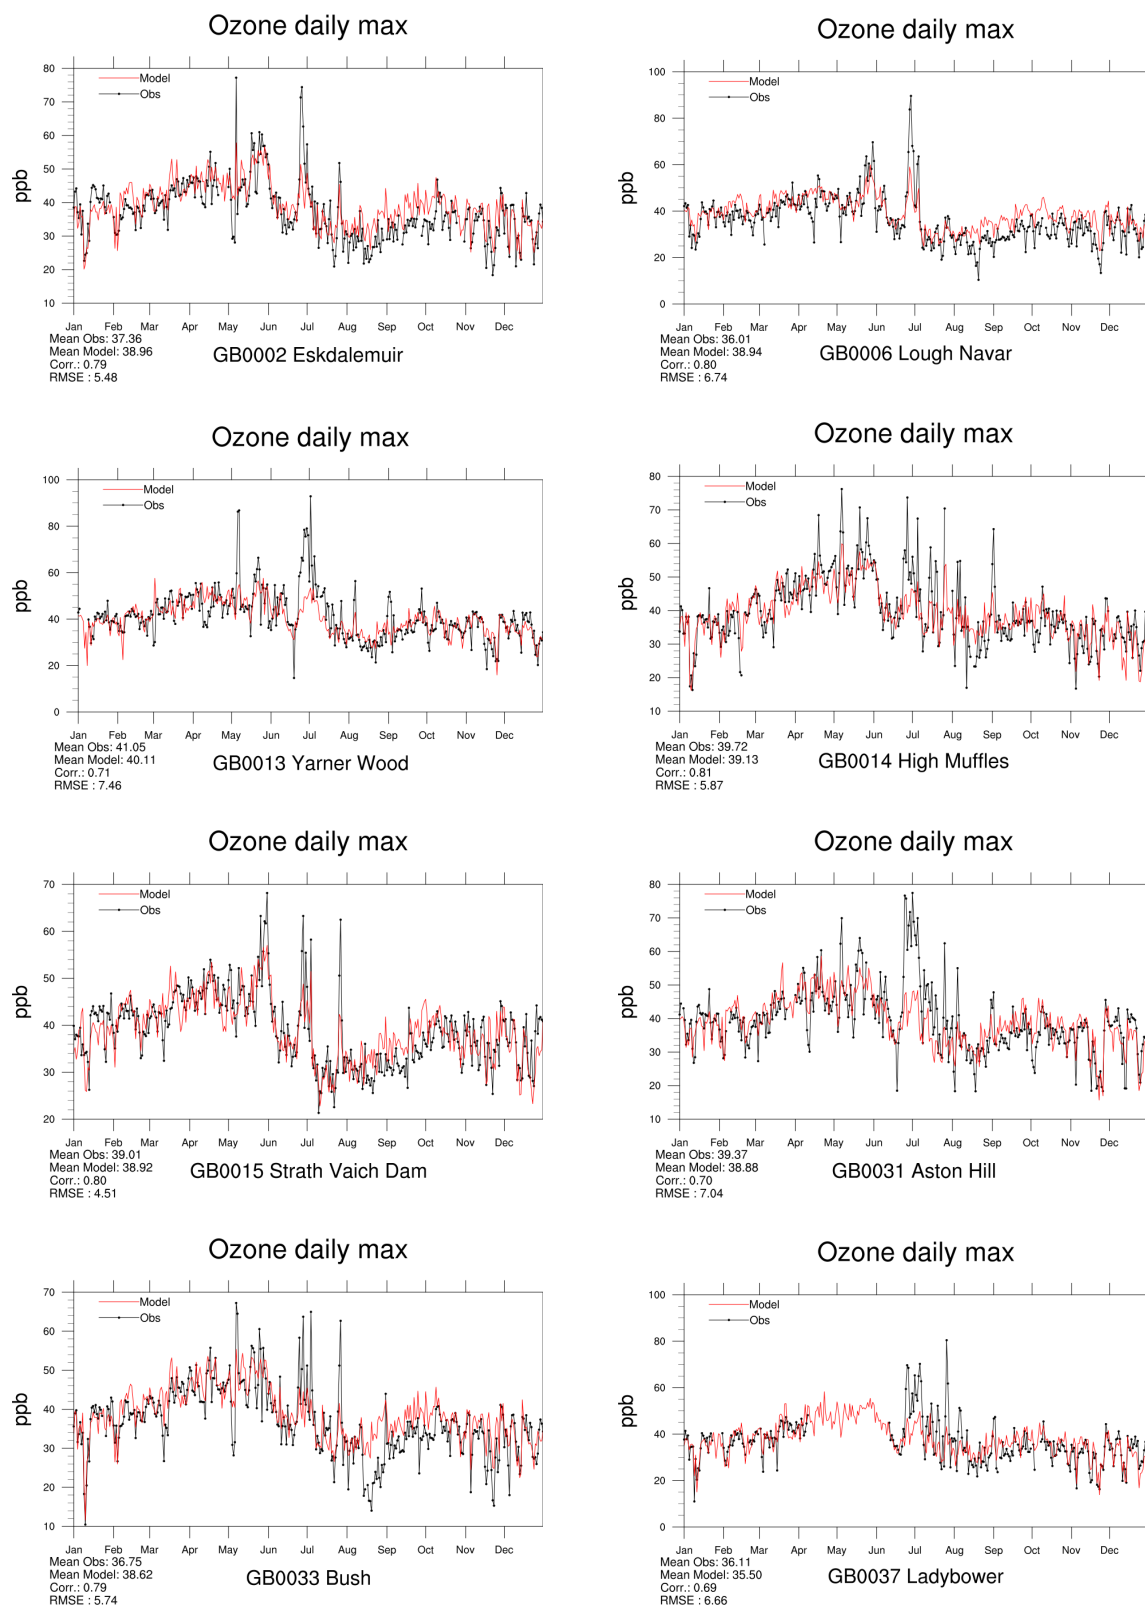 Ozone daily max
80
70
60
50
40
30
20
10
ppb
Model
Obs
Jan Feb Mar Apr May Jun Jul Aug Sep Oct Nov Dec
Mean Obs: 37.36
Mean Model: 38.96
Corr.: 0.79
RMSE : 5.48
GB0002 Eskdalemuir
Ozone daily max
100
80
60
40
20
0
ppb
Model
Obs
Jan Feb Mar Apr May Jun Jul Aug Sep Oct Nov Dec
Mean Obs: 36.01
Mean Model: 38.94
Corr.: 0.80
RMSE : 6.74
GB0006 Lough Navar
Ozone daily max
100
80
60
40
20
0
ppb
Model
Obs
Jan Feb Mar Apr May Jun Jul Aug Sep Oct Nov Dec
Mean Obs: 41.05
Mean Model: 40.11
Corr.: 0.71
RMSE : 7.46
GB0013 Yarner Wood
Ozone daily max
80
70
60
50
40
30
20
10
ppb
Model
Obs
Jan Feb Mar Apr May Jun Jul Aug Sep Oct Nov Dec
Mean Obs: 39.72
Mean Model: 39.13
Corr.: 0.81
RMSE : 5.87
GB0014 High Muffles
Ozone daily max
70
60
50
40
30
20
ppb
Model
Obs
Jan Feb Mar Apr May Jun Jul Aug Sep Oct Nov Dec
Mean Obs: 39.01
Mean Model: 38.92
Corr.: 0.80
RMSE : 4.51
GB0015 Strath Vaich Dam
Ozone daily max
80
70
60
50
40
30
20
10
ppb
Model
Obs
Jan Feb Mar Apr May Jun Jul Aug Sep Oct Nov Dec
Mean Obs: 39.37
Mean Model: 38.88
Corr.: 0.70
RMSE : 7.04
GB0031 Aston Hill
Ozone daily max
70
60
50
40
30
20
10
ppb
Model
Obs
Jan Feb Mar Apr May Jun Jul Aug Sep Oct Nov Dec
Mean Obs: 36.75
Mean Model: 38.62
Corr.: 0.79
RMSE : 5.74
GB0033 Bush
Ozone daily max
100
80
60
40
20
0
ppb
Model
Obs
Jan Feb Mar Apr May Jun Jul Aug Sep Oct Nov Dec
Mean Obs: 36.11
Mean Model: 35.50
Corr.: 0.69
RMSE : 6.66
GB0037 Ladybower